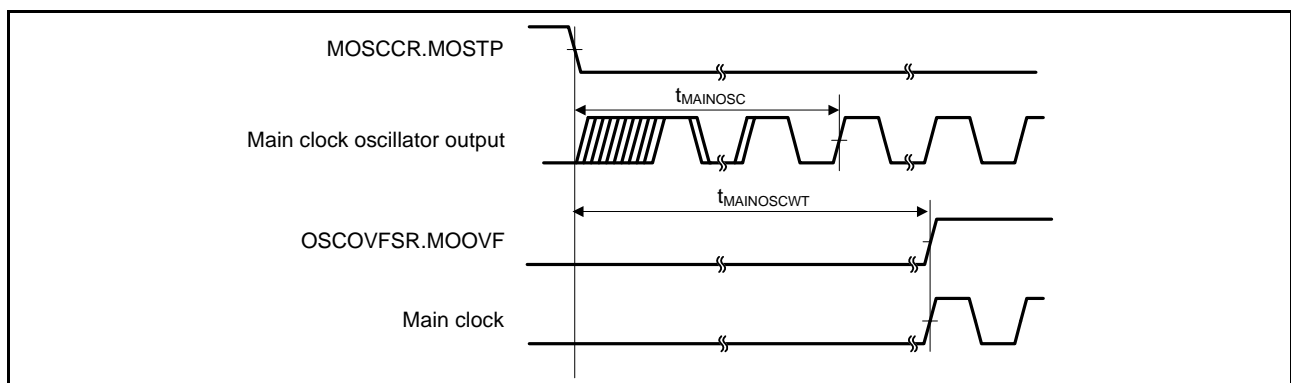 MOSCCR.MOSTP
tMAINOSC
Main clock oscillator output
tMAINOSCWT
OSCOVFSR.MOOVF
Main clock